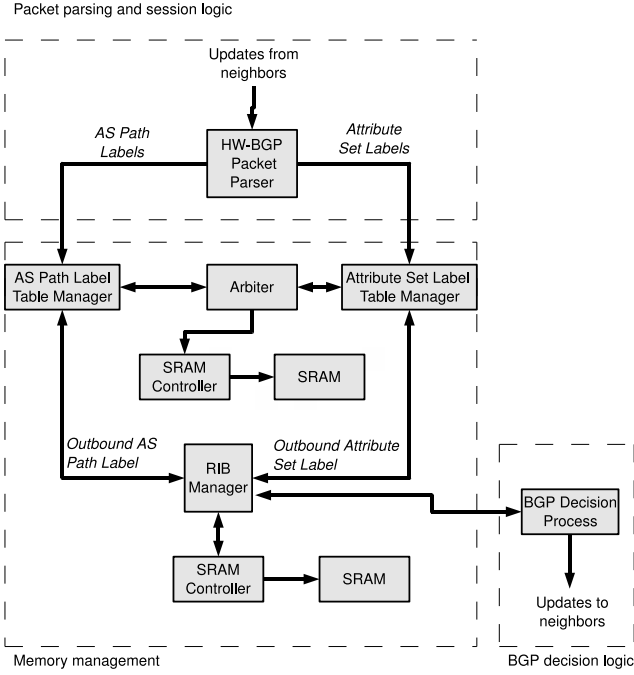 Packet parsing and session logic
Updates from
neighbors
AS Path
Labels
Attribute
Set Labels
HW-BGP
Packet
Parser
AS Path Label
Table Manager
Arbiter
Attribute Set Label
Table Manager
SRAM
Controller
SRAM
Outbound AS
Path Label
Outbound Attribute
Set Label
RIB
Manager
BGP Decision
Process
SRAM
Controller
SRAM
Updates to
neighbors
Memory management
BGP decision logic